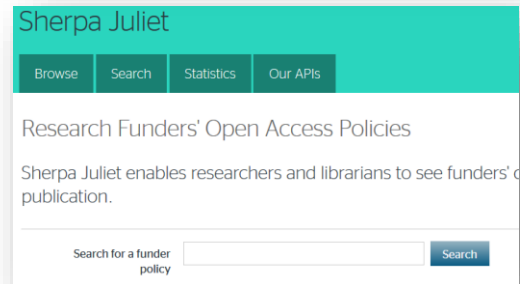 Sherpa Juliet
Browse Search Statistics Our APIs
Research Funders' Open Access Policies
Sherpa Juliet enables researchers and librarians to see funders'
publication.
Search for a funder Search
policy